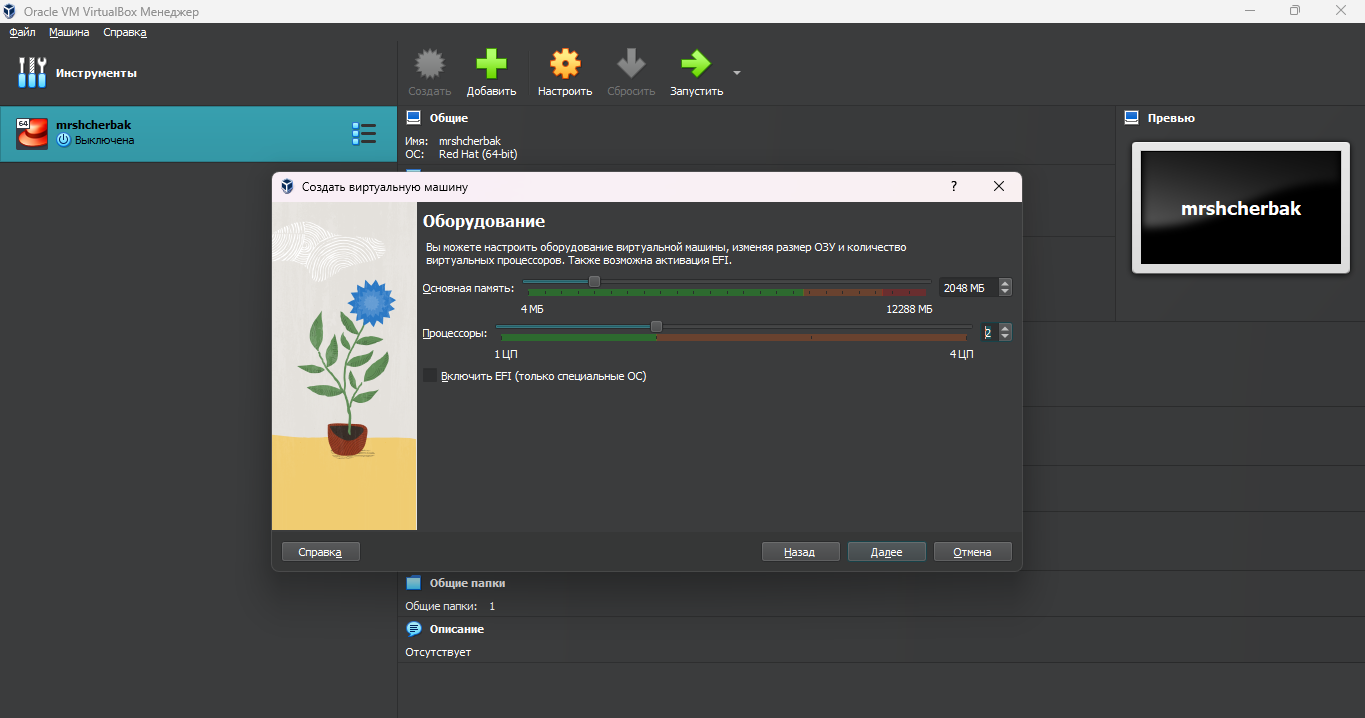 Oracle VM VirtualBox Менеджер
Файл Машина Справка
Инструменты
Создать Добавить Настроить Сбросить Запустить
64
mrshcherbak
Выключена
Общие
Имя: mrshcherbak
ОС: Red Hat (64-bit)
Превью
mrshcherbak
Создать виртуальную машину
?
Оборудование
Вы можете настроить оборудование виртуальной машины, изменяя размер ОЗУ и количество
виртуальных процессоров. Также возможна активация EFI.
Основная память: 2048 МБ
4 МБ 12288 МБ
Процессоры: 2
1 ЦП 4 ЦП
Включить EFI (только специальные ОС)
Справка Назад Далее Отмена
Общие папки
Общие папки: 1
Описание
Отсутствует